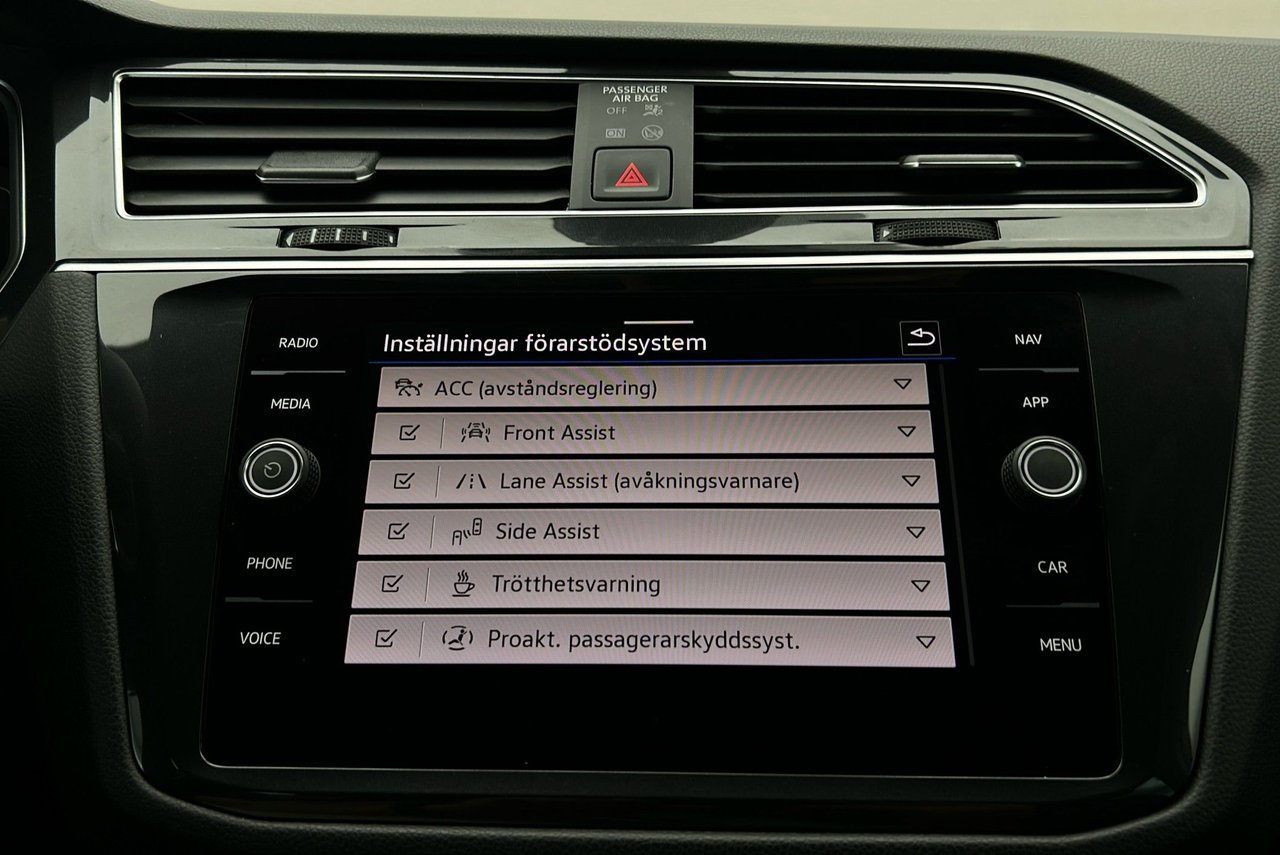 PASSENGER
AIR BAG
OFF
ON
RADIO
MEDIA
PHONE
VOICE
Inställningar förarstödsystem
ACC (avståndsreglering)
Front Assist
Lane Assist (avåkningsvarnare)
Side Assist
Trötthetsvarning
Proakt. passagerarskyddssyst.
NAV
APP
CAR
MENU